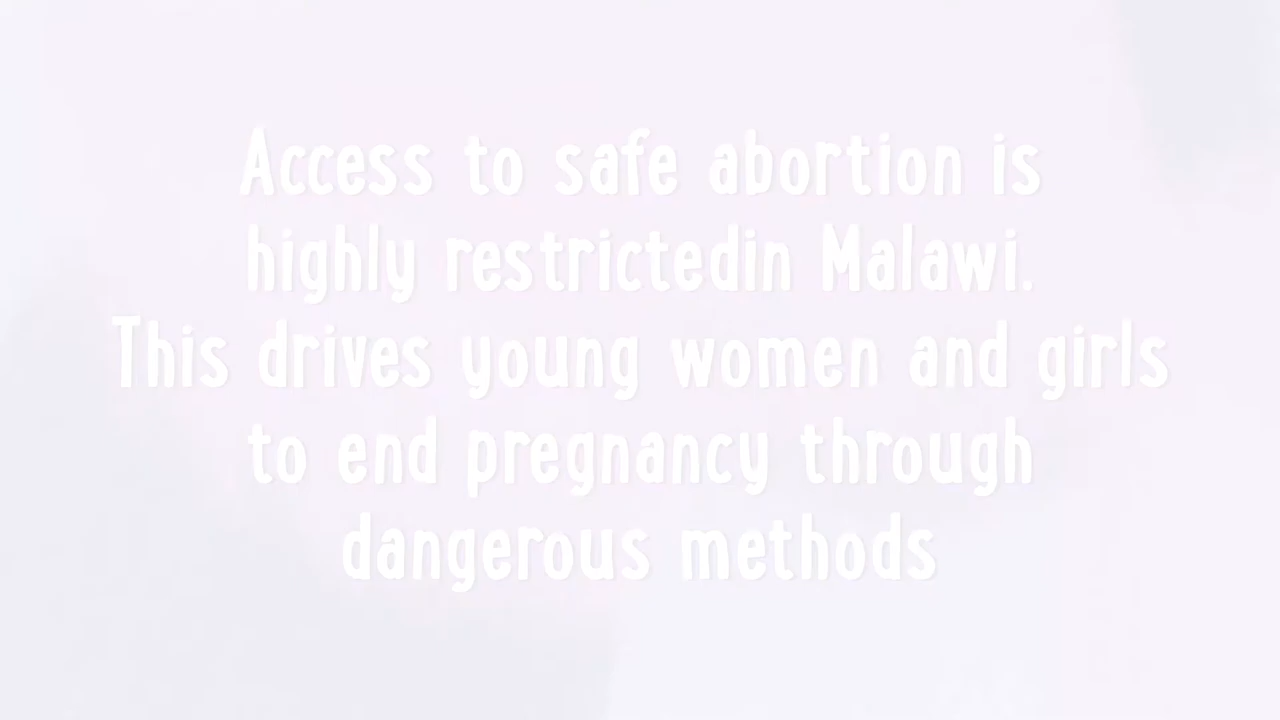 Access to safe abortion is
highly restrictedin Malawi.
This drives young women and girls
to end pregnancy through
dangerous methods